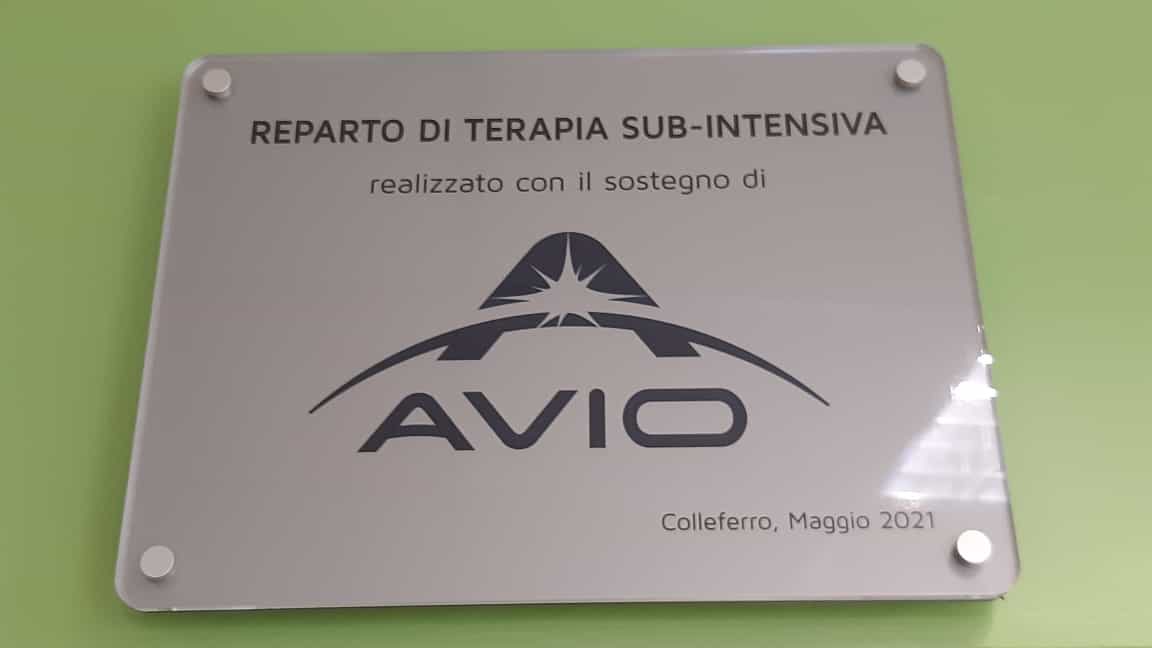 REPARTO DI TERAPIA SUB-INTENSIVA
realizzato con il sostegno di
AVIO
Colleferro, Maggio 2021